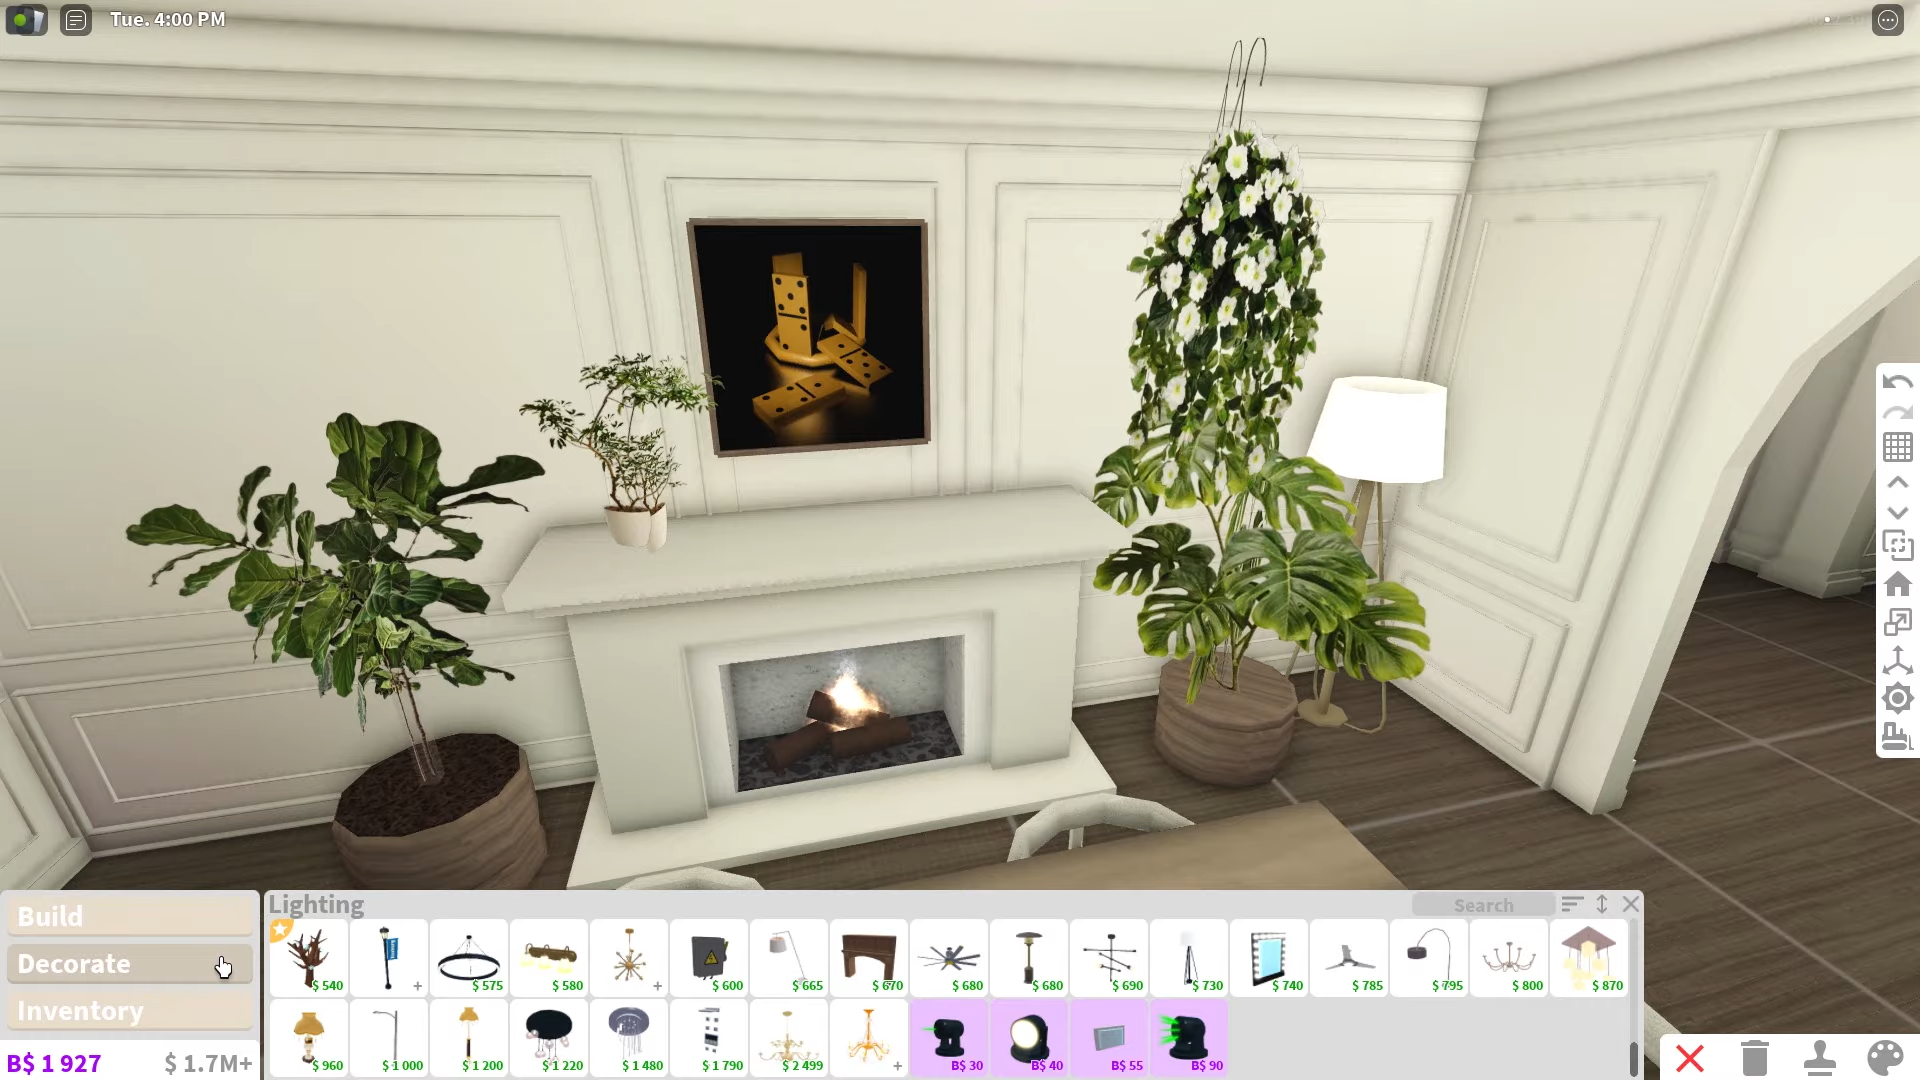 Tue. 4:00 PM
Build
Decorate
Inventory
B$ 1 927
$ 1.7M+
Lighting
Search
$ 540
+
$ 575
$ 580
+
$ 600
$ 665
$ 670
$ 680
$ 680
$ 690
$ 730
$ 740
$ 785
$ 795
$ 800
$ 870
$ 960
$ 1 000
$ 1 200
$ 1 220
$ 1 480
$ 1 790
$ 2 499
+
B$ 30
B$ 40
B$ 55
B$ 90